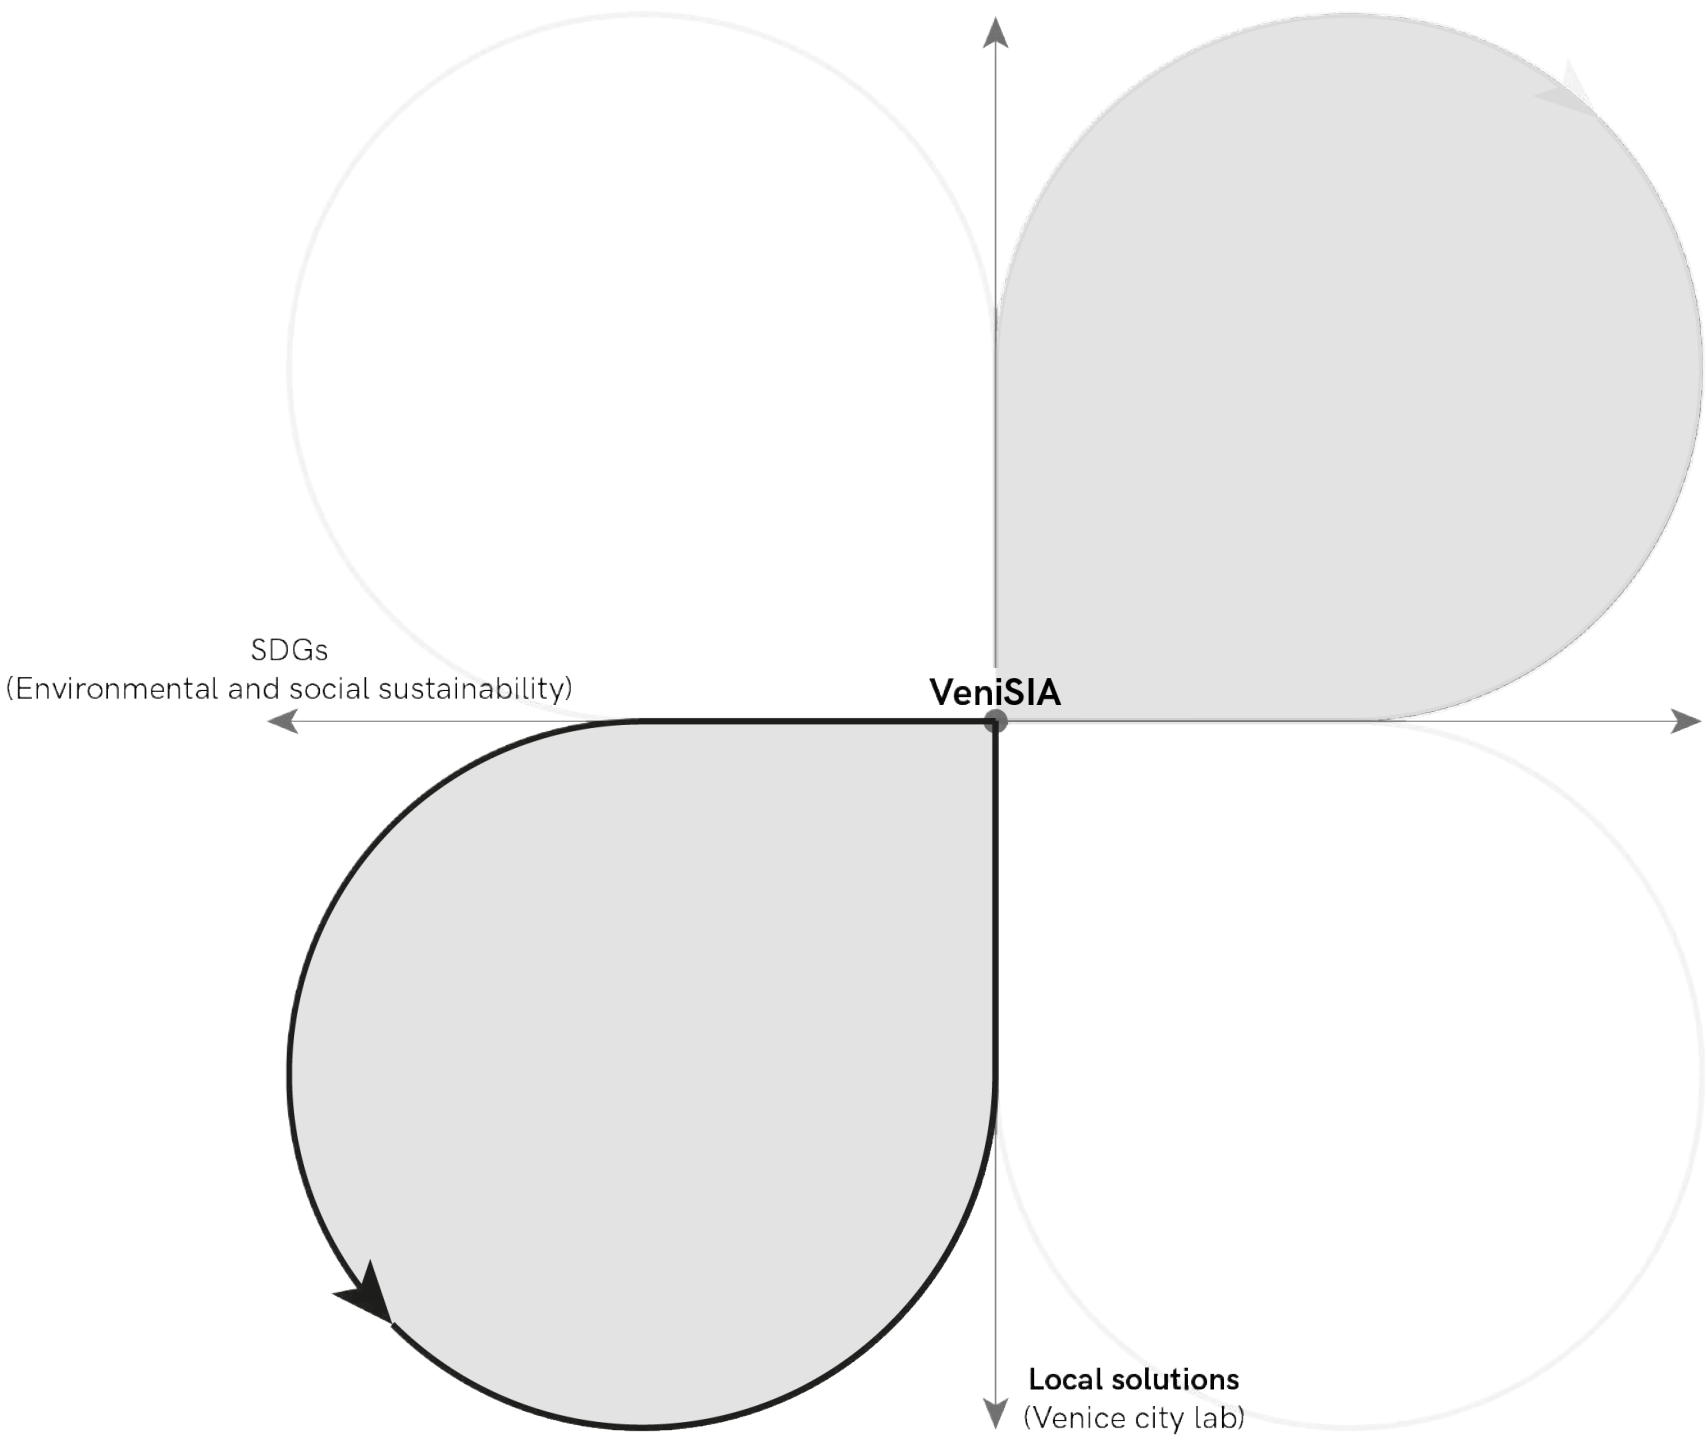 SDGs
(Environmental and social sustainability)
VeniSIA
Local solutions
(Venice city lab)